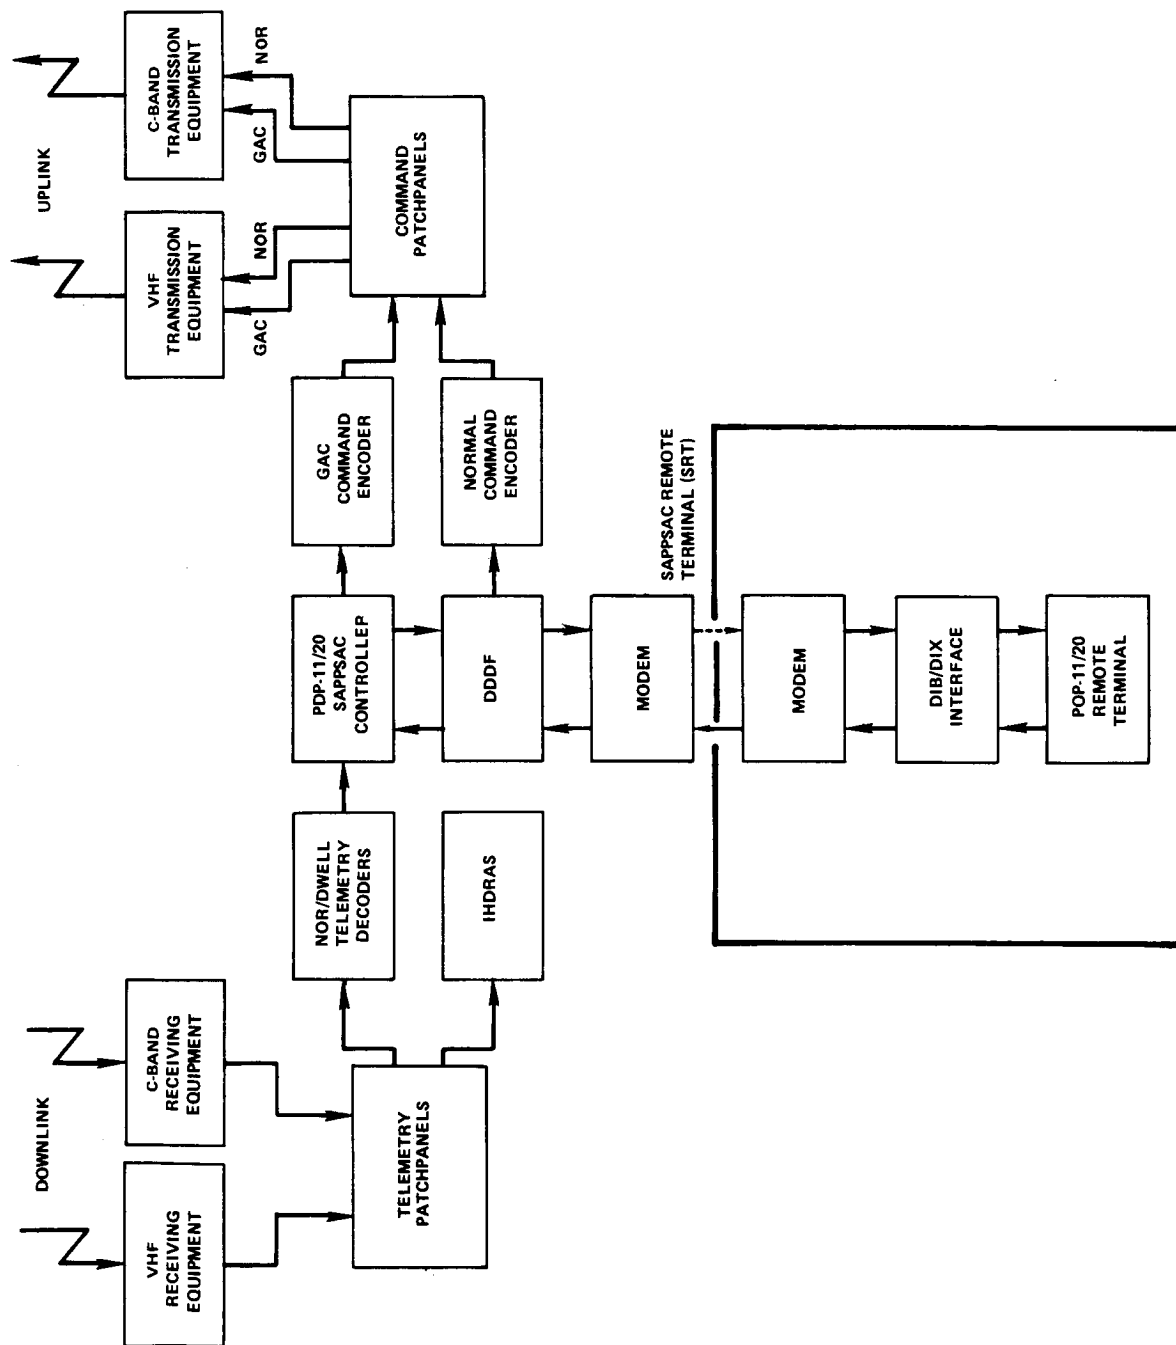 DOWNLINK
VHF
RECEIVING
EQUIPMENT
C-BAND
RECEIVING
EQUIPMENT
TELEMETRY
PATCHPANELS
NOR/DWELL
TELEMETRY
DECODERS
IHDRAS
PDP-11/20
SAPPSAC
CONTROLLEP
DDDF
MODEM
GAC
COMMAND
ENCODER
NORMAL
COMMAND
ENCODER
COMMAND
PATCHPANELS
GAC
NOR
GAC
NOR
UPLINK
VHF
TRANSMISSION
EQUIPMENT
C-BAND
TRANSMISSION
EQUIPMENT
SAPPSAC REMOTE
TERMINAL (SRT)
MODEM
DIB/DIX
INTERFACE
POP-11/20
REMOTE
TERMINAL